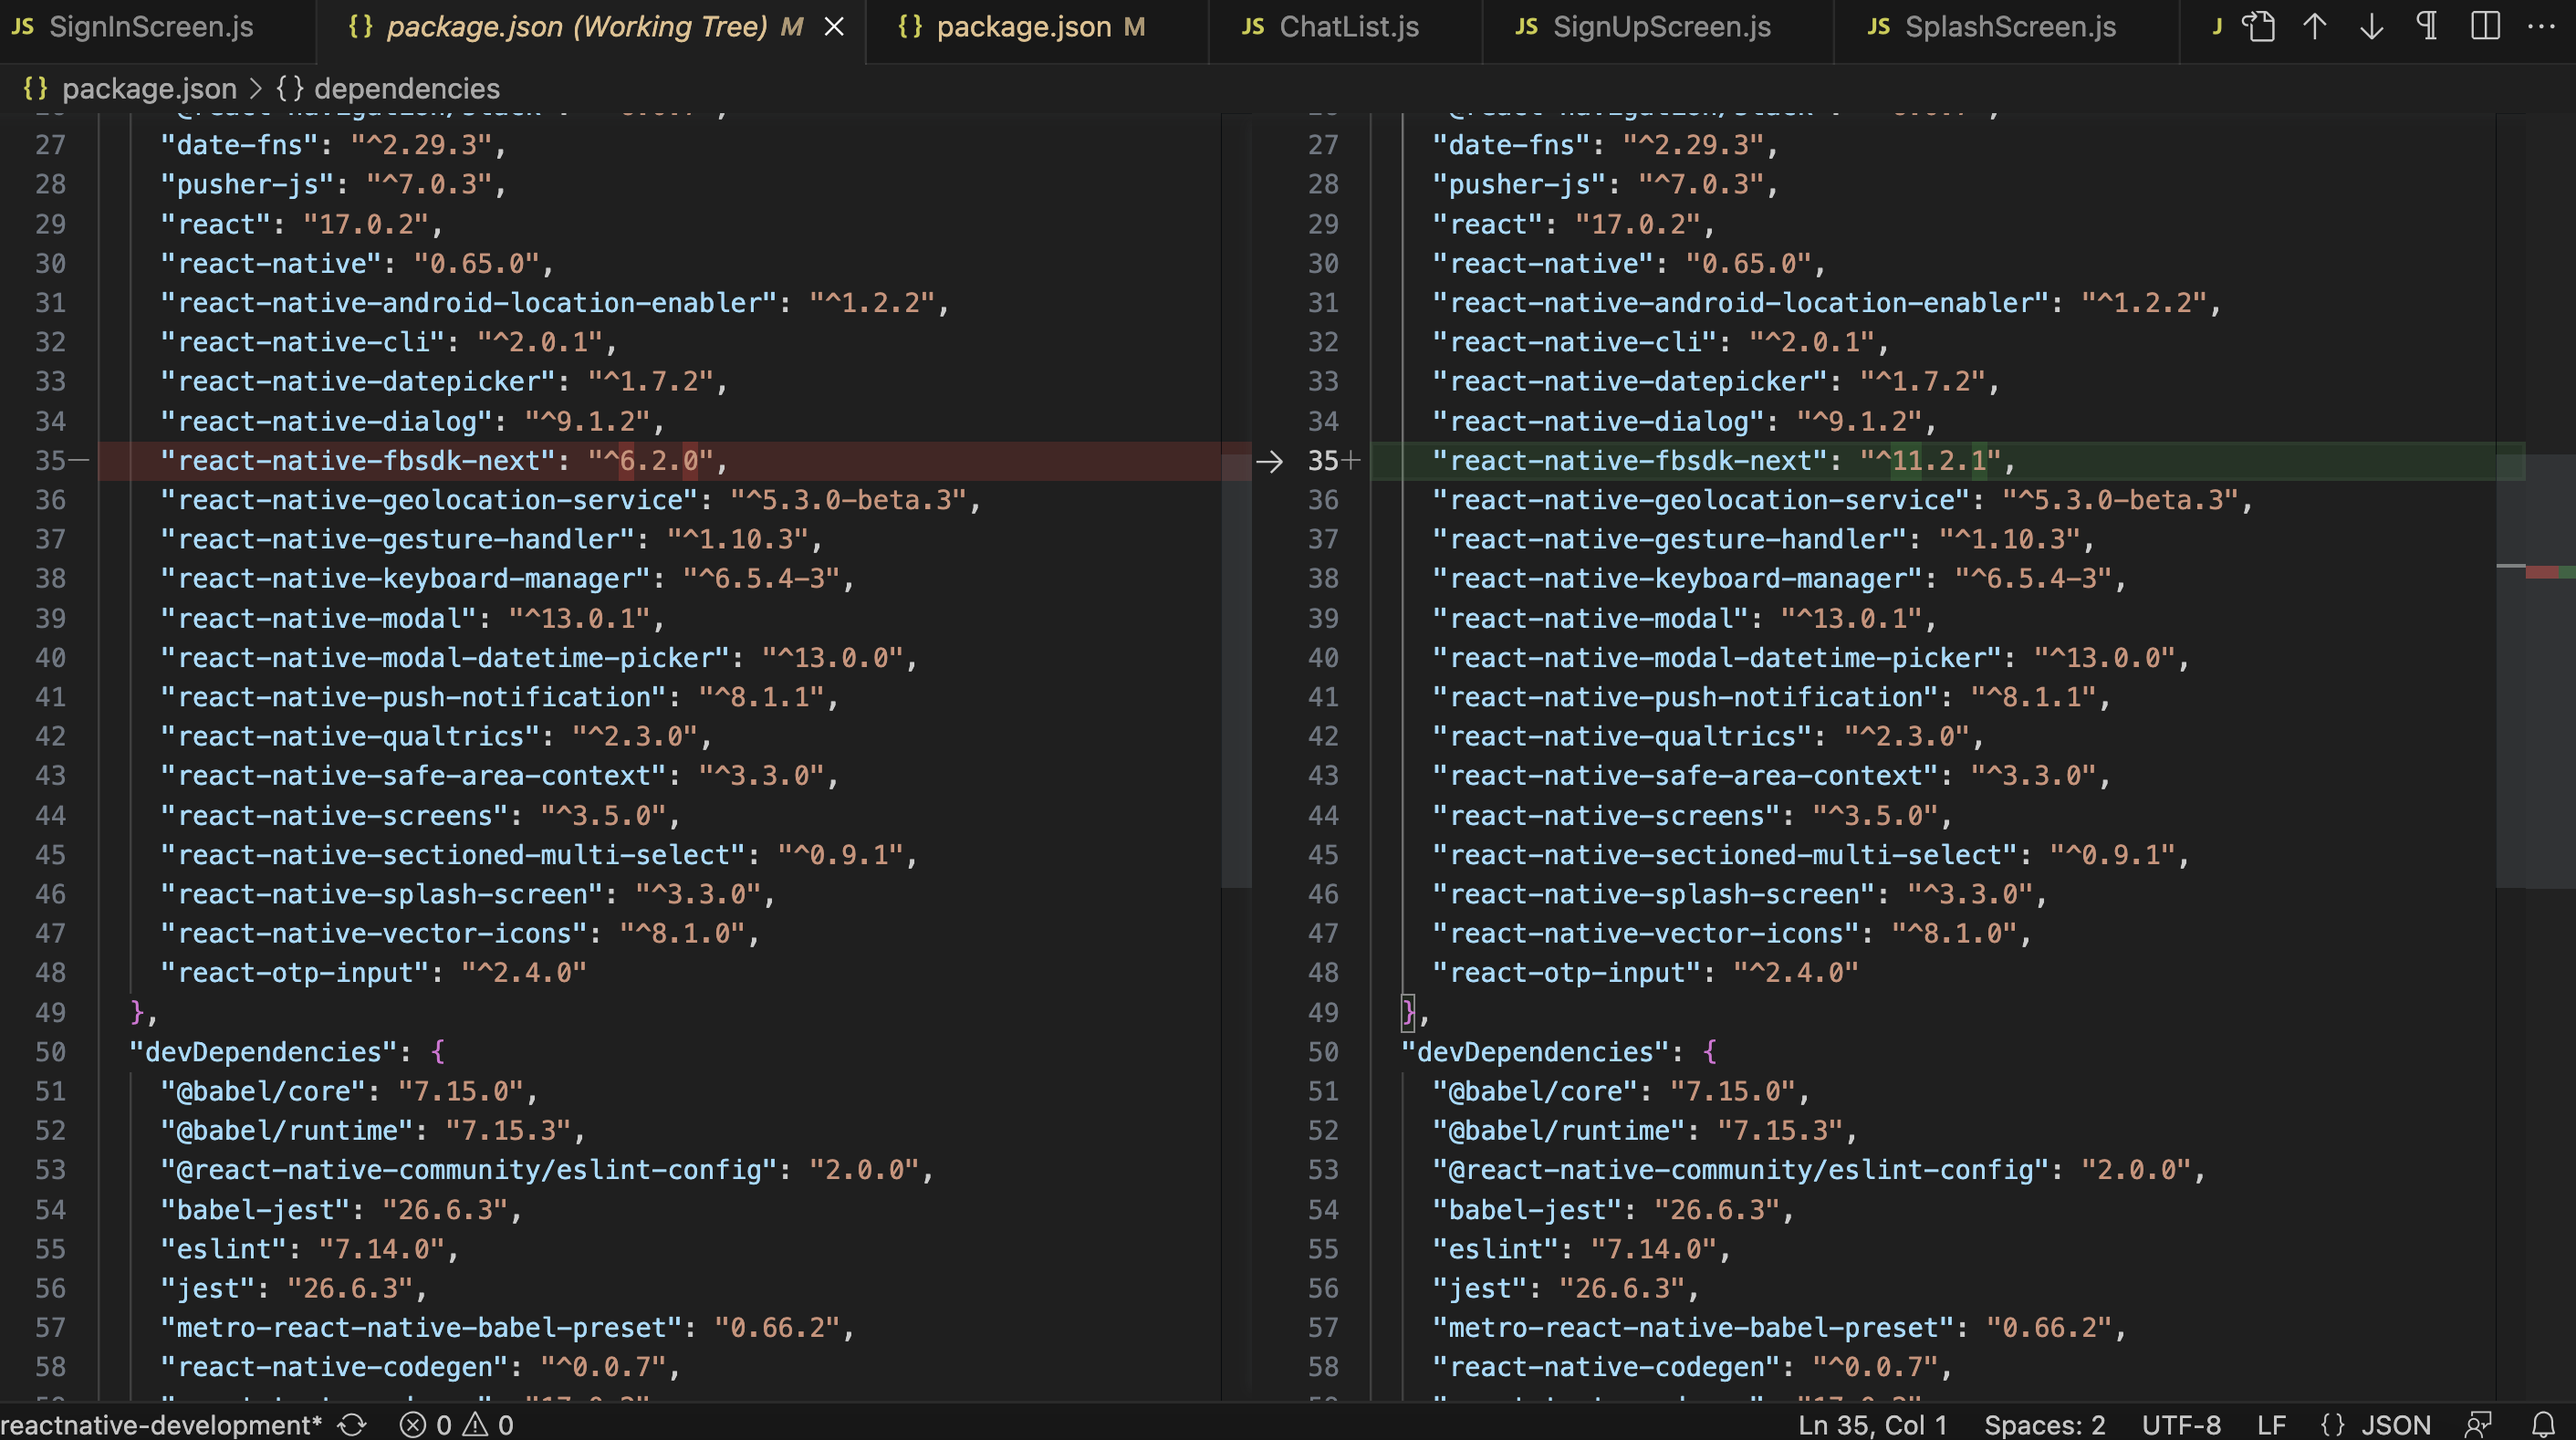 JS SignInScreen.js {} package.json (Working Tree) M {} package.json M JS ChatList.js JS SignUpScreen.js JS SplashScreen.js J
{} package.json > {} dependencies
27 "date-fns": "^2.29.3",
28 "pusher-js": "^7.0.3",
29 "react": "17.0.2",
30 "react-native": "0.65.0",
31 "react-native-android-location-enabler": "^1.2.2",
32 "react-native-cli": "^2.0.1",
33 "react-native-datepicker": "^1.7.2",
34 "react-native-dialog": "^9.1.2",
35— "react-native-fbsdk-next": "^6.2.0",
36 "react-native-geolocation-service": "^5.3.0-beta.3",
37 "react-native-gesture-handler": "^1.10.3",
38 "react-native-keyboard-manager": "^6.5.4-3",
39 "react-native-modal": "^13.0.1",
40 "react-native-modal-datetime-picker": "^13.0.0",
41 "react-native-push-notification": "^8.1.1",
42 "react-native-qualtrics": "^2.3.0",
43 "react-native-safe-area-context": "^3.3.0",
44 "react-native-screens": "^3.5.0",
45 "react-native-sectioned-multi-select": "^0.9.1",
46 "react-native-splash-screen": "^3.3.0",
47 "react-native-vector-icons": "^8.1.0",
48 "react-otp-input": "^2.4.0"
49 },
50 "devDependencies": {
51 "@babel/core": "7.15.0",
52 "@babel/runtime": "7.15.3",
53 "@react-native-community/eslint-config": "2.0.0",
54 "babel-jest": "26.6.3",
55 "eslint": "7.14.0",
56 "jest": "26.6.3",
57 "metro-react-native-babel-preset": "0.66.2",
58 "react-native-codegen": "^0.0.7",
27 "date-fns": "^2.29.3",
28 "pusher-js": "^7.0.3",
29 "react": "17.0.2",
30 "react-native": "0.65.0",
31 "react-native-android-location-enabler": "^1.2.2",
32 "react-native-cli": "^2.0.1",
33 "react-native-datepicker": "^1.7.2",
34 "react-native-dialog": "^9.1.2",
35+ "react-native-fbsdk-next": "^11.2.1",
36 "react-native-geolocation-service": "^5.3.0-beta.3",
37 "react-native-gesture-handler": "^1.10.3",
38 "react-native-keyboard-manager": "^6.5.4-3",
39 "react-native-modal": "^13.0.1",
40 "react-native-modal-datetime-picker": "^13.0.0",
41 "react-native-push-notification": "^8.1.1",
42 "react-native-qualtrics": "^2.3.0",
43 "react-native-safe-area-context": "^3.3.0",
44 "react-native-screens": "^3.5.0",
45 "react-native-sectioned-multi-select": "^0.9.1",
46 "react-native-splash-screen": "^3.3.0",
47 "react-native-vector-icons": "^8.1.0",
48 "react-otp-input": "^2.4.0"
49 },
50 "devDependencies": {
51 "@babel/core": "7.15.0",
52 "@babel/runtime": "7.15.3",
53 "@react-native-community/eslint-config": "2.0.0",
54 "babel-jest": "26.6.3",
55 "eslint": "7.14.0",
56 "jest": "26.6.3",
57 "metro-react-native-babel-preset": "0.66.2",
58 "react-native-codegen": "^0.0.7",
reactnative-development* 0 0 Ln 35, Col 1 Spaces: 2 UTF-8 LF {} JSON